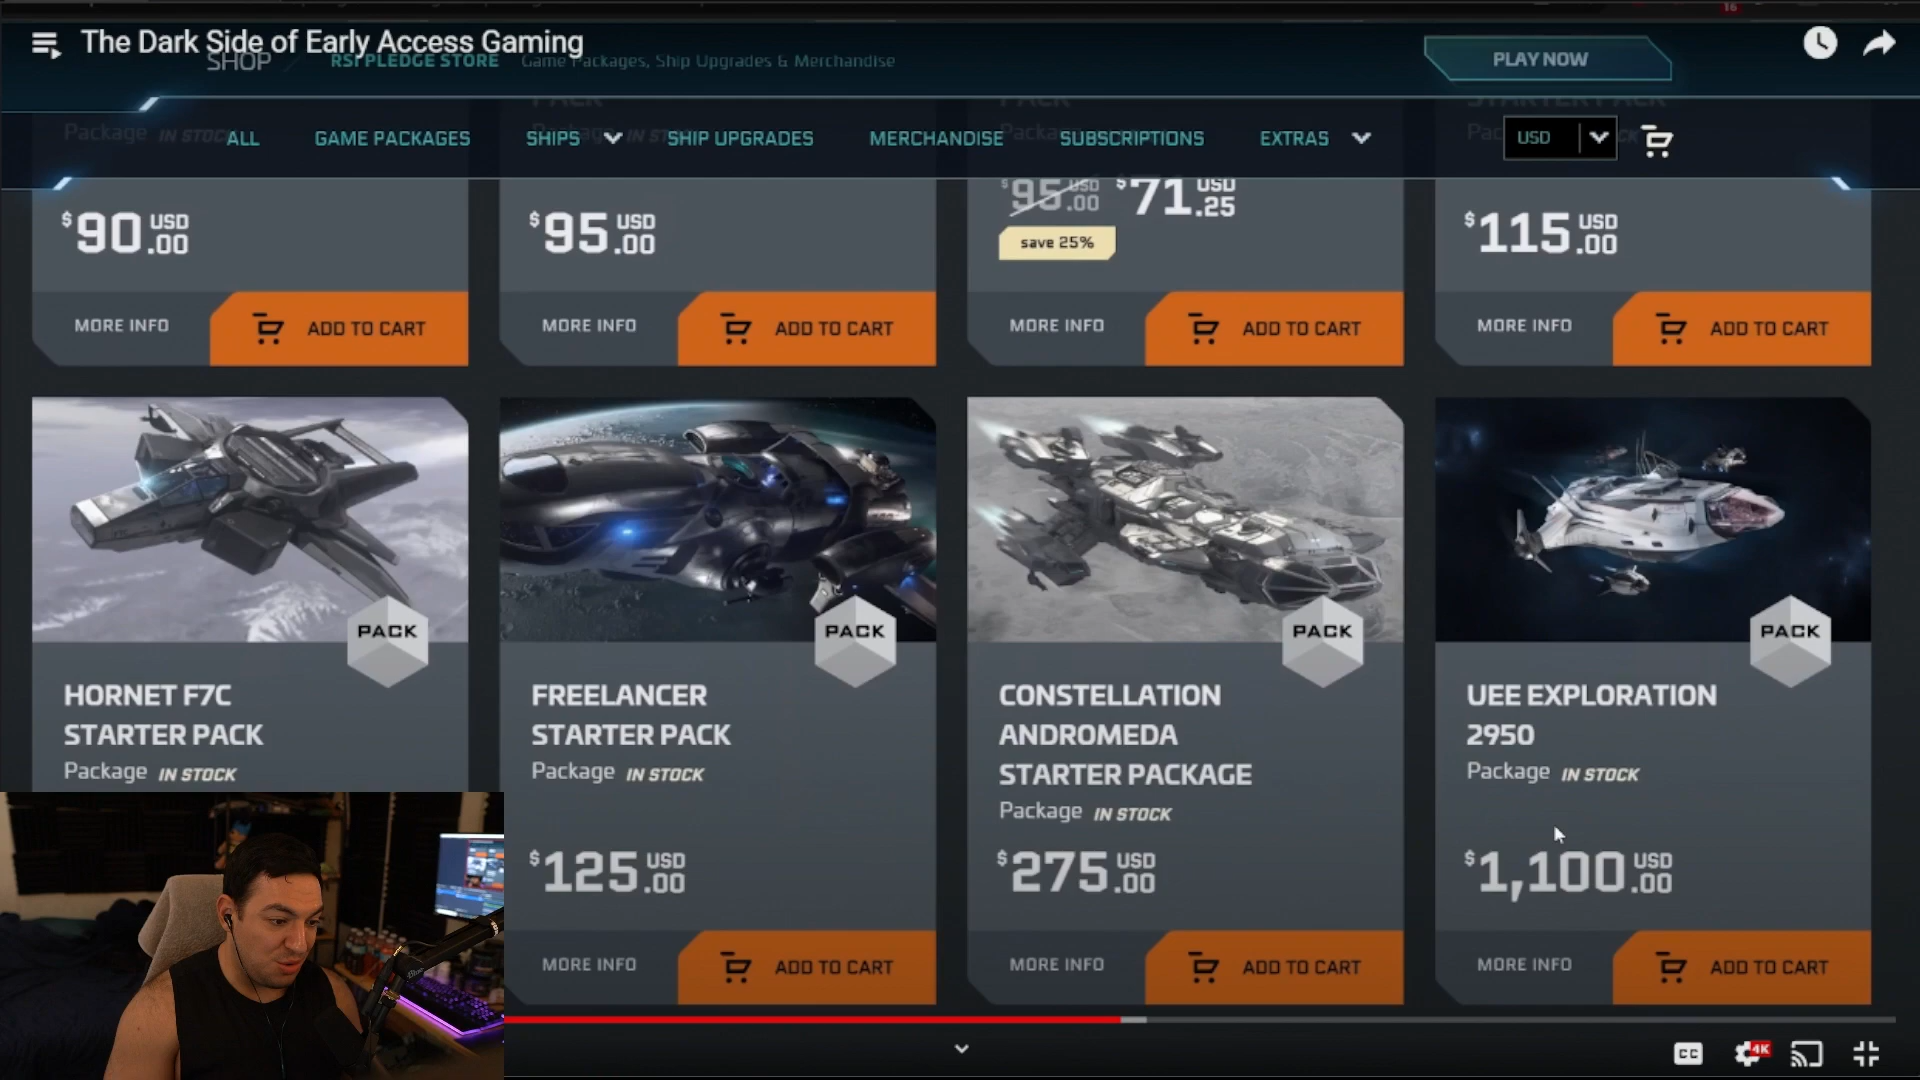 The Dark Side of Early Access Gaming
SHOP RSI PLEDGE STORE Game Packages, Ship Upgrades & Merchandise
PLAY NOW
ALL GAME PACKAGES SHIPS SHIP UPGRADES MERCHANDISE SUBSCRIPTIONS EXTRAS USD
Package IN STOCK
$90.00 USD
$95.00 USD
$95.00 USD $71.25 USD
save 25%
$115.00 USD
MORE INFO ADD TO CART
MORE INFO ADD TO CART
MORE INFO ADD TO CART
MORE INFO ADD TO CART
PACK
HORNET F7C
STARTER PACK
Package IN STOCK
PACK
FREELANCER
STARTER PACK
Package IN STOCK
$125.00 USD
MORE INFO ADD TO CART
PACK
CONSTELLATION
ANDROMEDA
STARTER PACKAGE
Package IN STOCK
$275.00 USD
MORE INFO ADD TO CART
PACK
UEE EXPLORATION
2950
Package IN STOCK
$1,100.00 USD
MORE INFO ADD TO CART
CC 4K